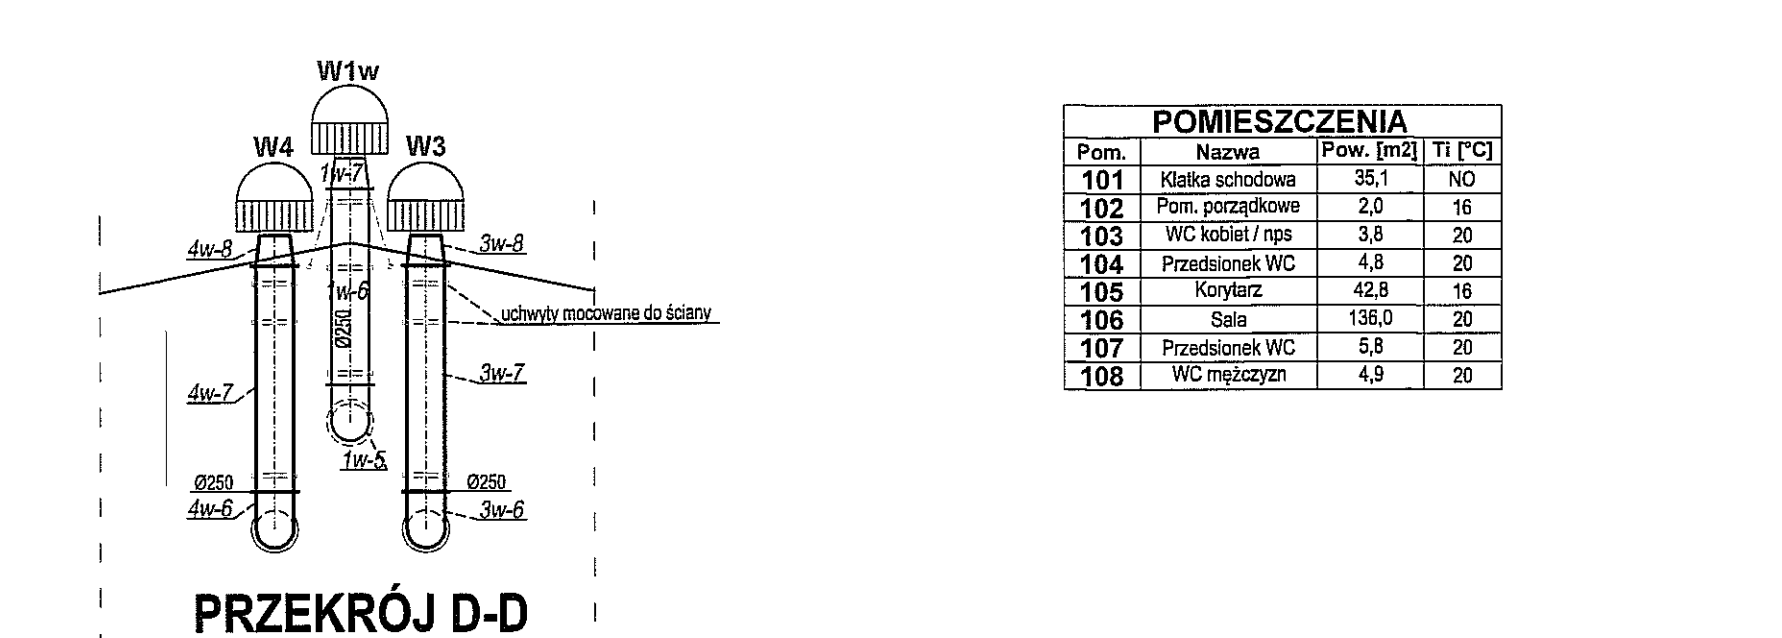 W1w
W4
W3
1w-7
4w-8
3w-8
1w-6
uchwyty mocowane do ściany
Ø250
3w-7
4w-7
1w-5
Ø250
Ø250
4w-6
3w-6
PRZEKRÓJ D-D
POMIESZCZENIA
Pom. Nazwa Pow. [m2] Ti [°C]
101 Klatka schodowa 35,1 NO
102 Pom. porządkowe 2,0 16
103 WC kobiet / nps 3,8 20
104 Przedsionek WC 4,8 20
105 Korytarz 42,8 16
106 Sala 136,0 20
107 Przedsionek WC 5,8 20
108 WC mężczyzn 4,9 20